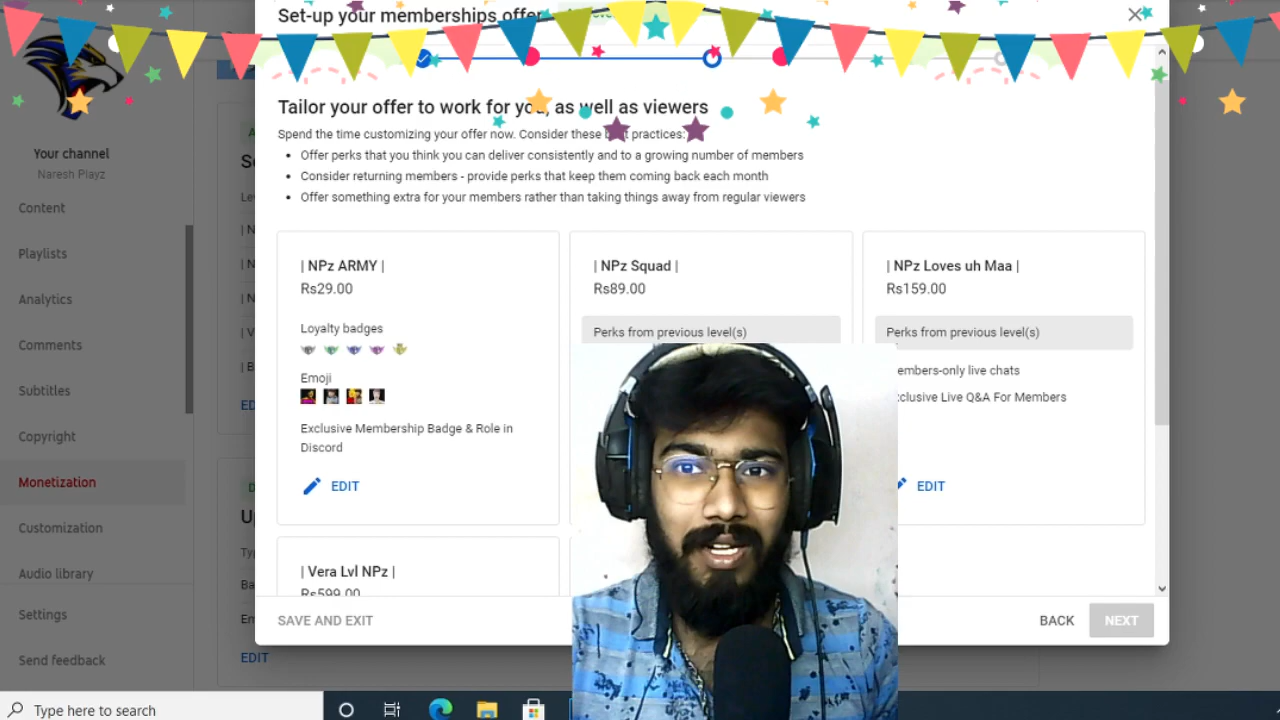 Set-up your memberships offer
Tailor your offer to work for you, as well as viewers
Spend the time customizing your offer now. Consider these best practices:
Offer perks that you think you can deliver consistently and to a growing number of members
Consider returning members - provide perks that keep them coming back each month
Offer something extra for your members rather than taking things away from regular viewers
Your channel
Naresh Playz
Content
Playlists
Analytics
Comments
Subtitles
Copyright
Monetization
Customization
Audio library
Settings
Send feedback
| NPz ARMY |
Rs29.00
Loyalty badges
Emoji
Exclusive Membership Badge & Role in
Discord
EDIT
| NPz Squad |
Rs89.00
Perks from previous level(s)
| NPz Loves uh Maa |
Rs159.00
Perks from previous level(s)
embers-only live chats
xclusive Live Q&A For Members
EDIT
| Vera Lvl NPz |
Rs599.00
SAVE AND EXIT
BACK
NEXT
EDIT
Type here to search